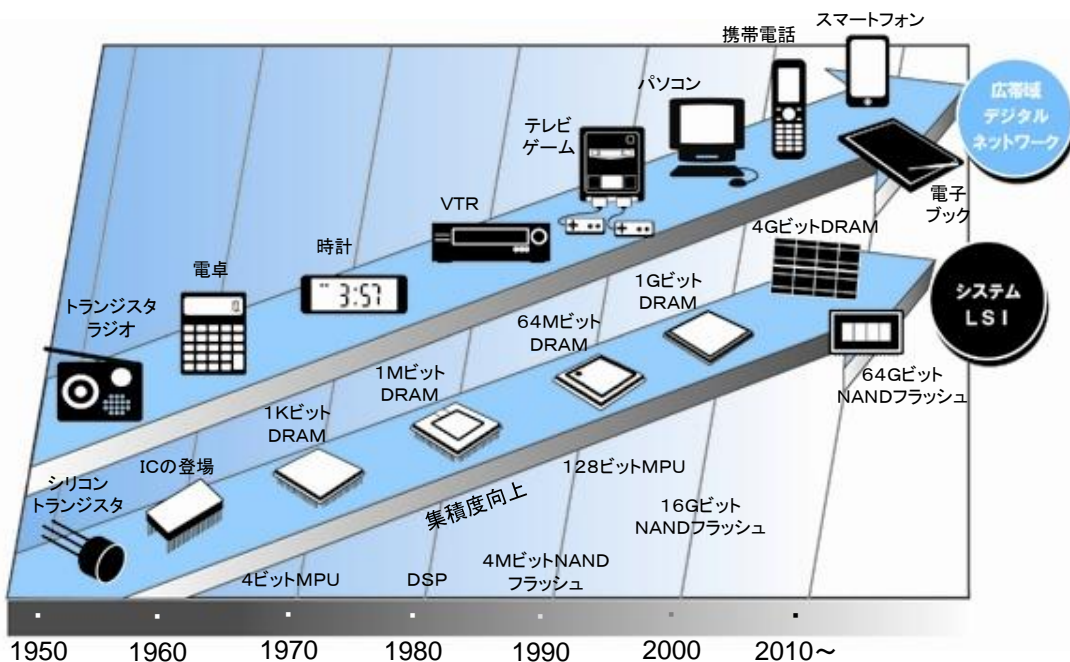 スマートフォン
携帯電話
パソコン
テレビ
ゲーム
VTR
時計
3:57
電卓
0
トランジスタ
ラジオ
広帯域
デジタル
ネットワーク
電子
ブック
4GビットDRAM
1Gビット
DRAM
64Mビット
DRAM
1Mビット
DRAM
1Kビット
DRAM
ICの登場
シリコン
トランジスタ
システム
LSI
64Gビット
NANDフラッシュ
128ビットMPU
集積度向上
16Gビット
NANDフラッシュ
4ビットMPU
DSP
4MビットNAND
フラッシュ
1950
1960
1970
1980
1990
2000
2010～